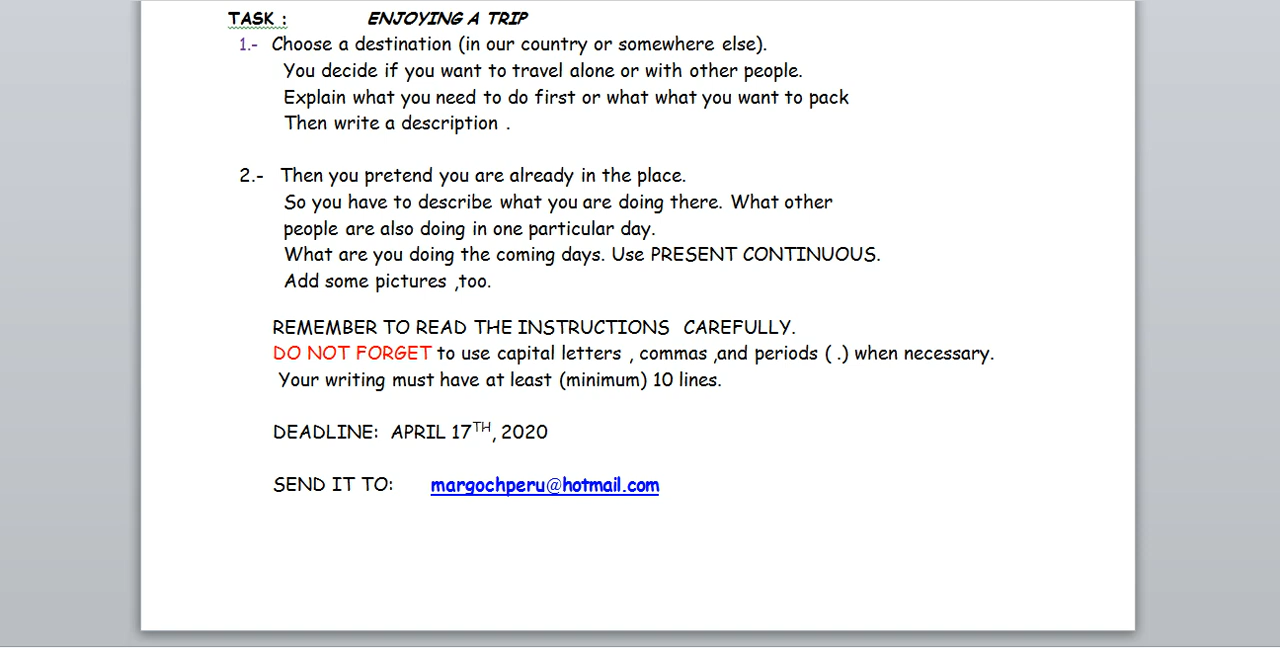 TASK : ENJOYING A TRIP
1.- Choose a destination (in our country or somewhere else).
You decide if you want to travel alone or with other people.
Explain what you need to do first or what what you want to pack
Then write a description .
2.- Then you pretend you are already in the place.
So you have to describe what you are doing there. What other
people are also doing in one particular day.
What are you doing the coming days. Use PRESENT CONTINUOUS.
Add some pictures ,too.
REMEMBER TO READ THE INSTRUCTIONS CAREFULLY.
DO NOT FORGET to use capital letters , commas ,and periods ( .) when necessary.
Your writing must have at least (minimum) 10 lines.
DEADLINE: APRIL 17TH, 2020
SEND IT TO: margochperu@hotmail.com